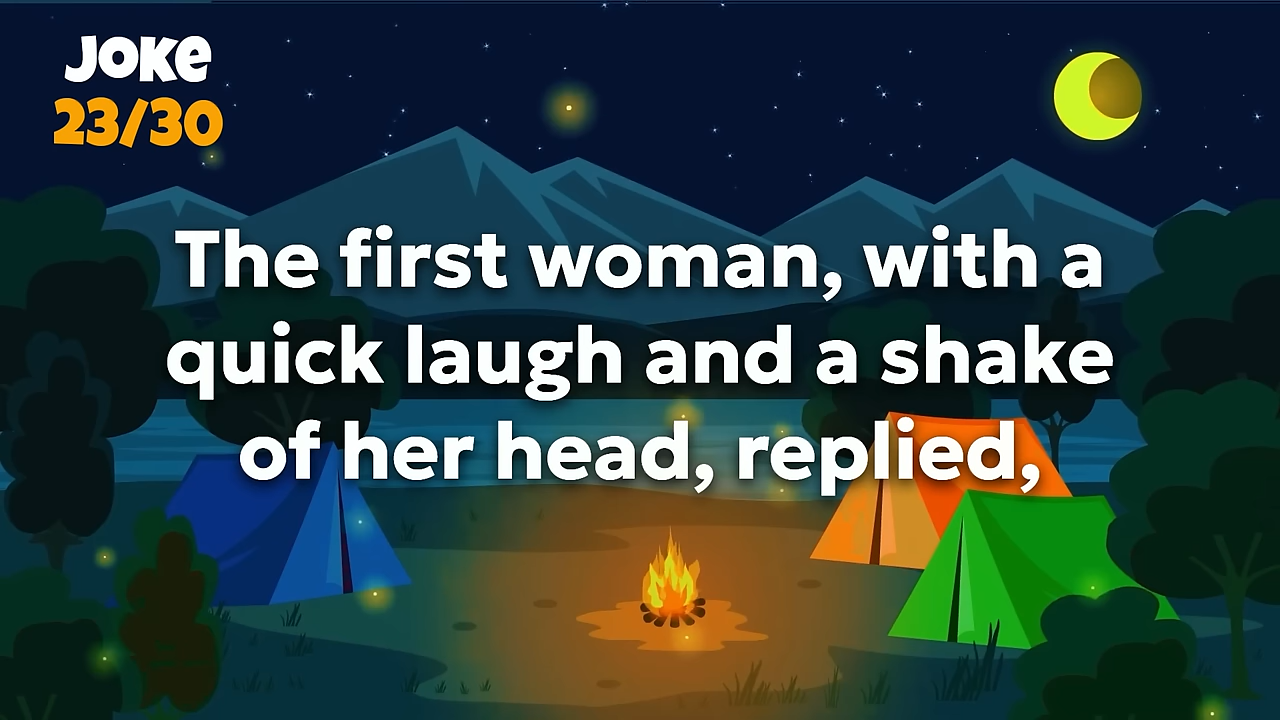 JOKE
23/30
The first woman, with a
quick laugh and a shake
of her head, replied,